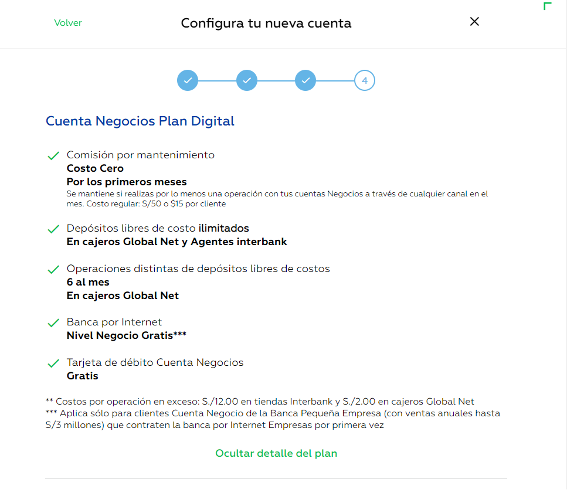 Volver
Configura tu nueva cuenta
4
Cuenta Negocios Plan Digital
Comisión por mantenimiento
Costo Cero
Por los primeros meses
Se mantiene si realizas por lo menos una operación con tus cuentas Negocios a través de cualquier canal en el
mes. Costo regular: S/50 o $15 por cliente
Depósitos libres de costo ilimitados
En cajeros Global Net y Agentes interbank
Operaciones distintas de depósitos libres de costos
6 al mes
En cajeros Global Net
Banca por Internet
Nivel Negocio Gratis***
Tarjeta de débito Cuenta Negocios
Gratis
** Costos por operación en exceso: S./12.00 en tiendas Interbank y S./2.00 en cajeros Global Net
*** Aplica sólo para clientes Cuenta Negocio de la Banca Pequeña Empresa (con ventas anuales hasta
S/3 millones) que contraten la banca por Internet Empresas por primera vez
Ocultar detalle del plan